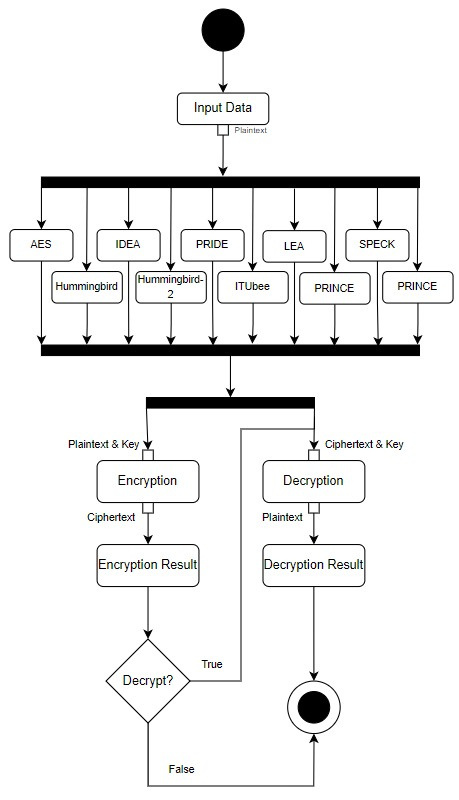 Input Data
Plaintext
AES
IDEA
PRIDE
LEA
SPECK
Hummingbird
Hummingbird-
2
ITUbee
PRINCE
PRINCE
Plaintext & Key
Ciphertext & Key
Encryption
Decryption
Ciphertext
Plaintext
Encryption Result
Decryption Result
True
Decrypt?
False